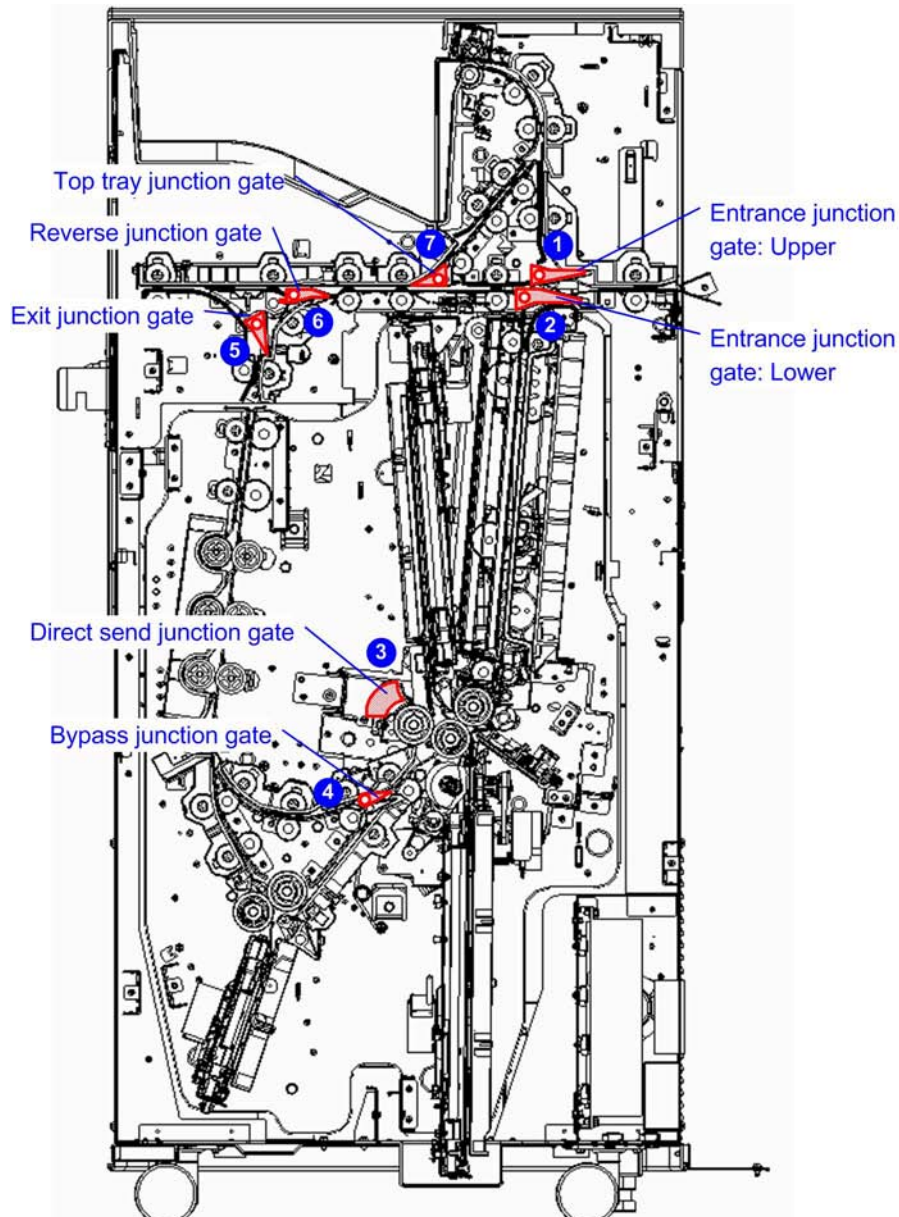 Top tray junction gate
7
1
Entrance junction
gate: Upper
Reverse junction gate
Exit junction gate
6
2
5
Entrance junction
gate: Lower
Direct send junction gate
3
Bypass junction gate
4